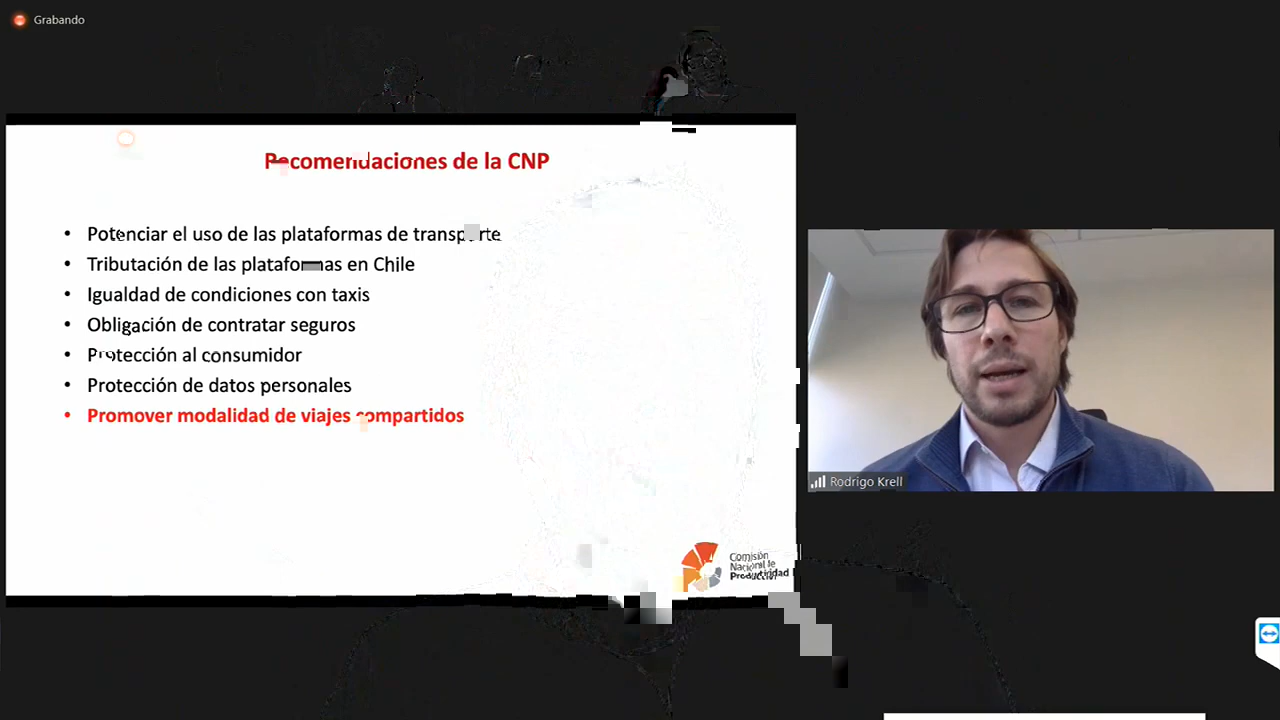 Grabando
Recomendaciones de la CNP
• Potenciar el uso de las plataformas de transporte
• Tributación de las plataformas en Chile
• Igualdad de condiciones con taxis
• Obligación de contratar seguros
• Protección al consumidor
• Protección de datos personales
• Promover modalidad de viajes compartidos
Rodrigo Krell
Comisión
Nacional de
Productividad